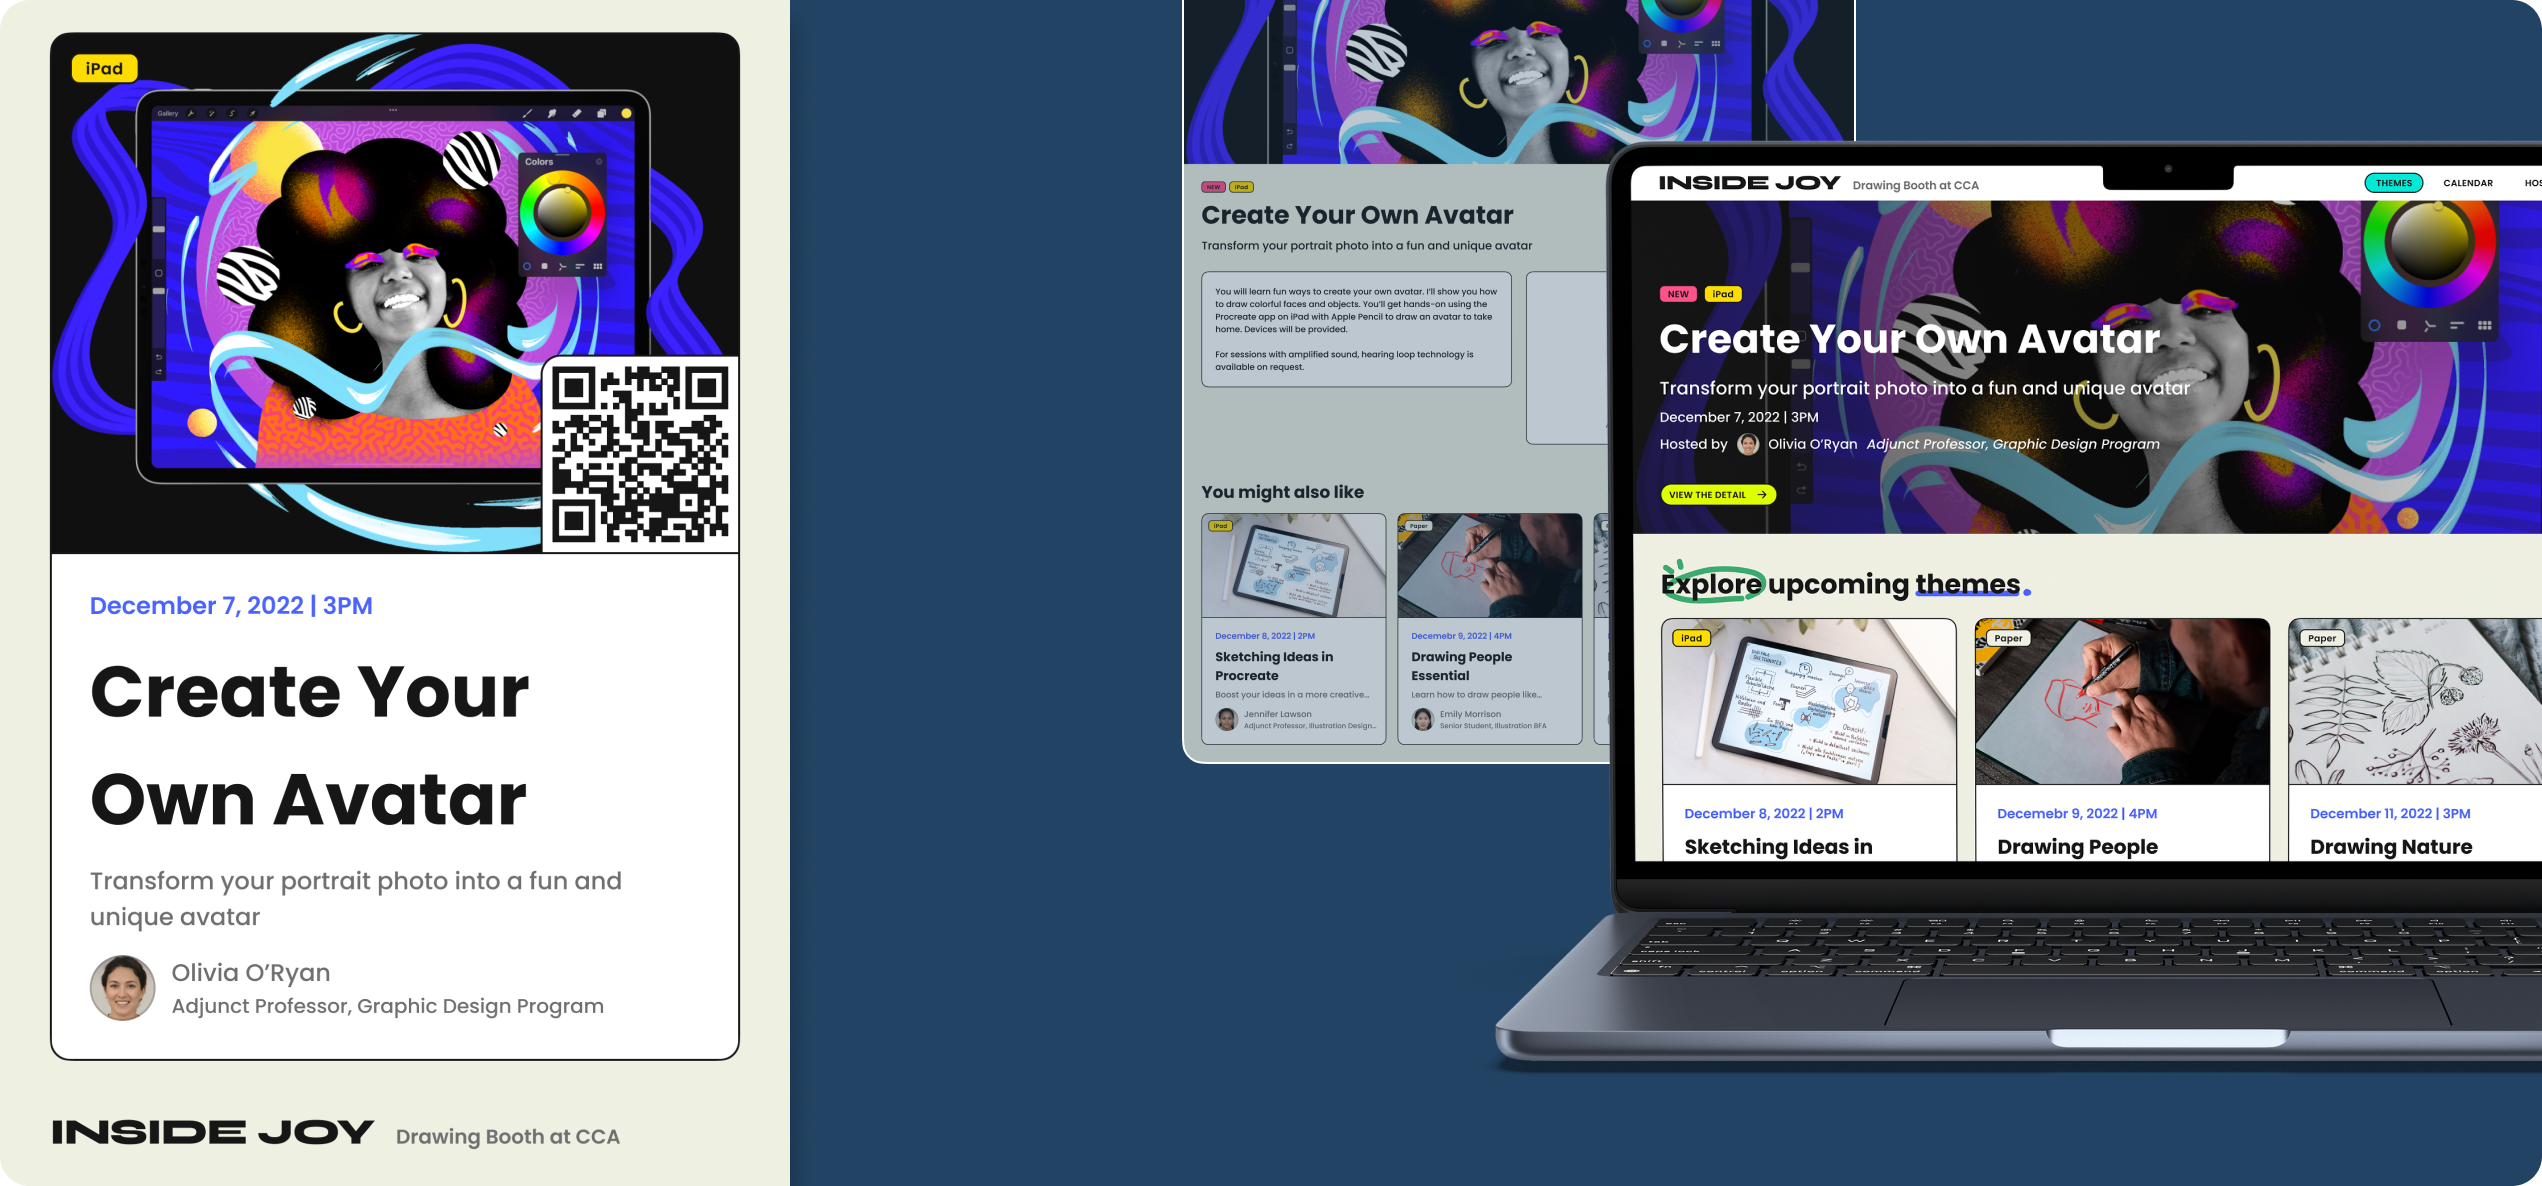 iPad
Gallery
Colors
December 7, 2022 | 3PM
Create Your
Own Avatar
Transform your portrait photo into a fun and
unique avatar
Olivia O’Ryan
Adjunct Professor, Graphic Design Program
INSIDE JOY Drawing Booth at CCA
NEW iPad
Create Your Own Avatar
Transform your portrait photo into a fun and unique avatar
You will learn fun ways to create your own avatar. I’ll show you how
to draw colorful faces and objects. You’ll get hands-on using the
Procreate app on iPad with Apple Pencil to draw an avatar to take
home. Devices will be provided.
For sessions with amplified sound, hearing loop technology is
available on request.
You might also like
iPad
December 8, 2022 | 2PM
Sketching Ideas in
Procreate
Boost your ideas in a more creative...
Jennifer Lawson
Adjunct Professor, Illustration Design...
Paper
Decemebr 9, 2022 | 4PM
Drawing People
Essential
Learn how to draw people like...
Emily Morrison
Senior Student, Illustration BFA
INSIDE JOY Drawing Booth at CCA
THEMES CALENDAR HOS
NEW iPad
Create Your Own Avatar
Transform your portrait photo into a fun and unique avatar
December 7, 2022 | 3PM
Hosted by Olivia O’Ryan Adjunct Professor, Graphic Design Program
VIEW THE DETAIL →
Explore upcoming themes.
iPad
December 8, 2022 | 2PM
Sketching Ideas in
Paper
Decemebr 9, 2022 | 4PM
Drawing People
Paper
December 11, 2022 | 3PM
Drawing Nature
tab
caps lock
shift
fn control option command command option